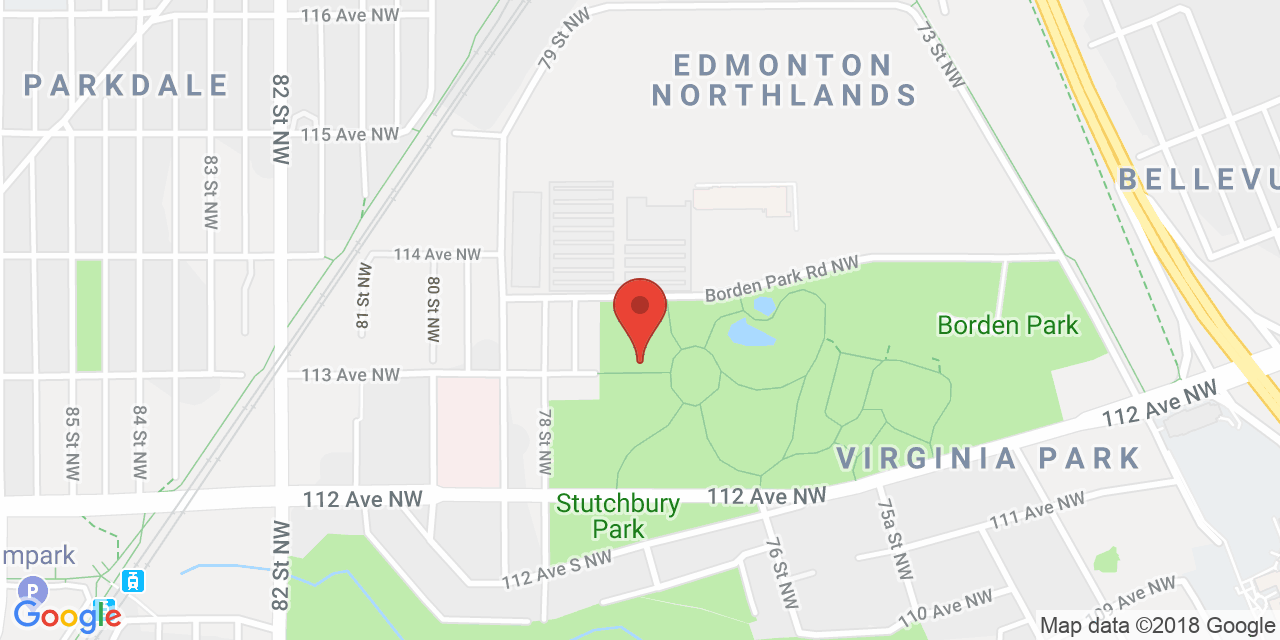 116 Ave NW
79 St NW
73 St NW
EDMONTON
NORTHLANDS
PARKDALE
82 St NW
115 Ave NW
83 St NW
BELLEVU
114 Ave NW
81 St NW
80 St NW
Borden Park Rd NW
Borden Park
113 Ave NW
85 St NW
84 St NW
78 St NW
112 Ave NW
VIRGINIA PARK
112 Ave NW
Stutchbury
Park
112 Ave NW
82 St NW
112 Ave S NW
76 St NW
75a St NW
111 Ave NW
110 Ave NW
109 Ave NW
mpark
P
Google
Map data ©2018 Google